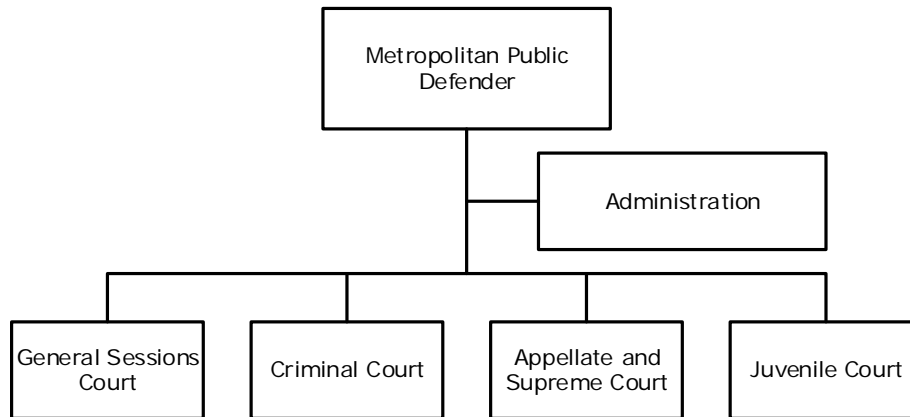 Metropolitan Public
Defender
Administration
General Sessions
Court
Criminal Court
Appellate and
Supreme Court
Juvenile Court